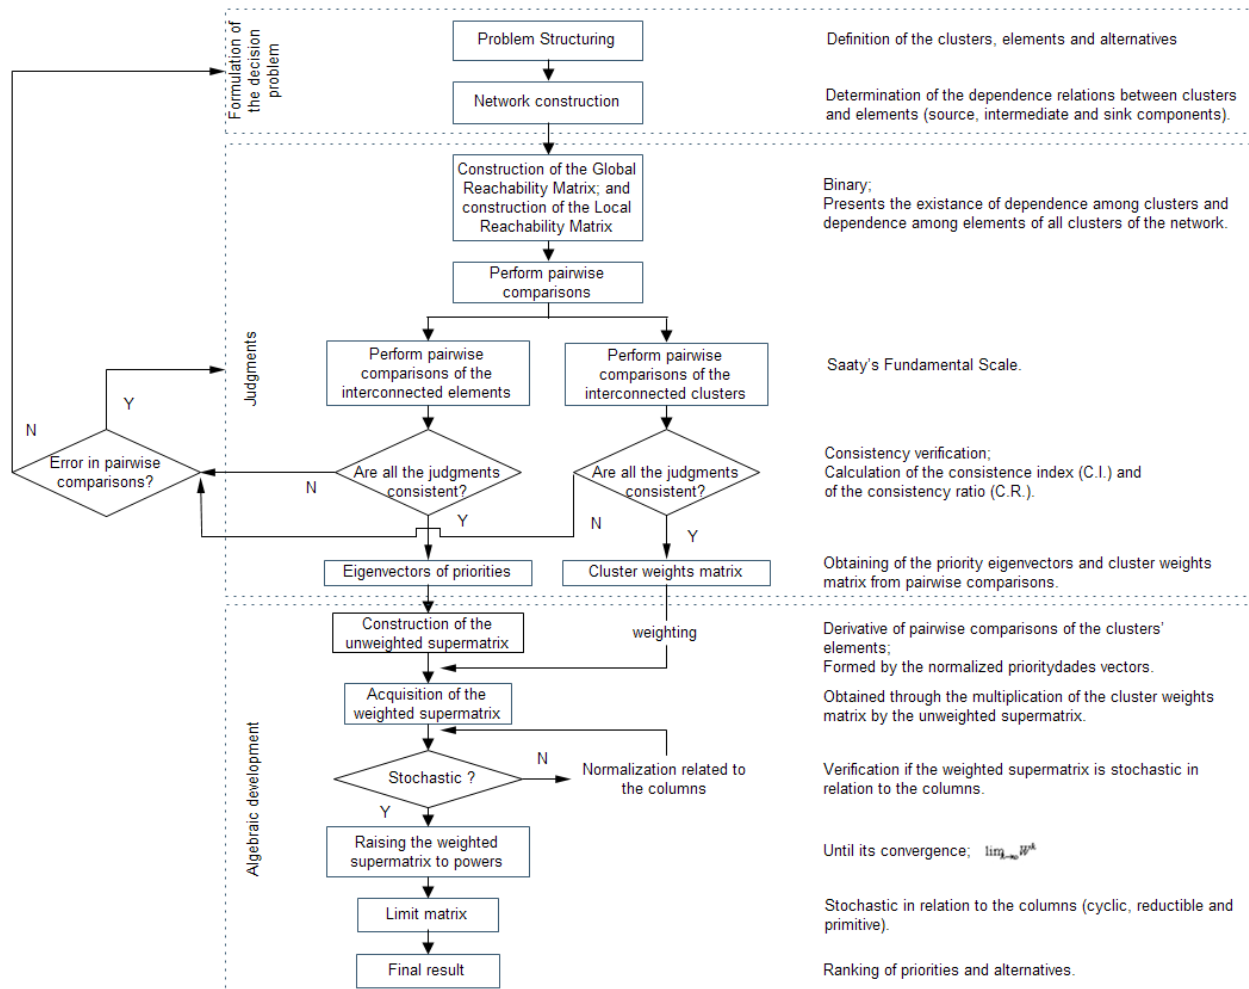 Formulation of
the decision
problem
Problem Structuring
Definition of the clusters, elements and alternatives
Network construction
Determination of the dependence relations between clusters
and elements (source, intermediate and sink components).
Judgments
Construction of the Global
Reachability Matrix; and
construction of the Local
Reachability Matrix
Binary;
Presents the existance of dependence among clusters and
dependence among elements of all clusters of the network.
Perform pairwise
comparisons
Perform pairwise
comparisons of the
interconnected elements
Perform pairwise
comparisons of the
interconnected clusters
Saaty's Fundamental Scale.
Y
N
Error in pairwise
comparisons?
N
Are all the judgments
consistent?
Y
Are all the judgments
consistent?
N
Y
Consistency verification;
Calculation of the consistence index (C.I.) and
of the consistency ratio (C.R.).
Eigenvectors of priorities
Cluster weights matrix
Obtaining of the priority eigenvectors and cluster weights
matrix from pairwise comparisons.
Algebraic development
Construction of the
unweighted supermatrix
weighting
Derivative of pairwise comparisons of the clusters'
elements;
Formed by the normalized prioritydades vectors.
Acquisition of the
weighted supermatrix
Obtained through the multiplication of the cluster weights
matrix by the unweighted supermatrix.
Stochastic ?
N
Y
Normalization related to
the columns
Verification if the weighted supermatrix is stochastic in
relation to the columns.
Raising the weighted
supermatrix to powers
Until its convergence; lim k→∞ W^k
Limit matrix
Stochastic in relation to the columns (cyclic, reductible and
primitive).
Final result
Ranking of priorities and alternatives.